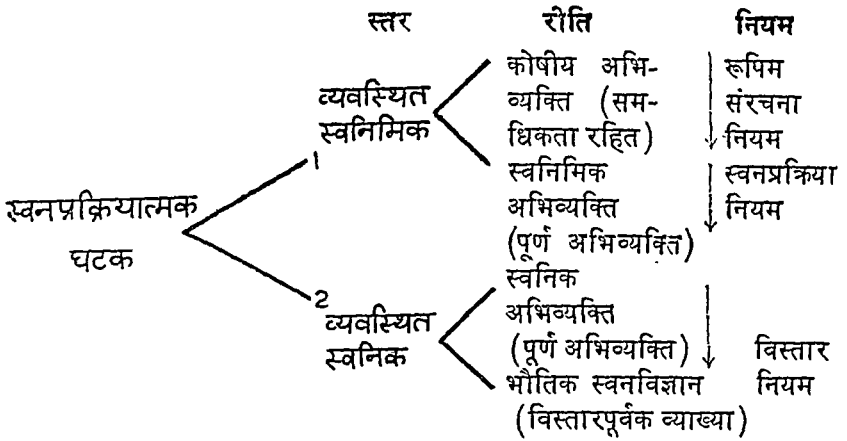 स्तर रीति नियम
कोषीय अभि- रूपिम
व्यवस्थित व्यक्ति (सम- संरचना
स्वनिमिक धिकता रहित) नियम
1 स्वनिमिक स्वनप्रक्रिया
स्वनप्रक्रियात्मक अभिव्यक्ति नियम
घटक (पूर्ण अभिव्यक्ति)
2 स्वनिक
व्यवस्थित अभिव्यक्ति
स्वनिक (पूर्ण अभिव्यक्ति) विस्तार
भौतिक स्वनविज्ञान नियम
(विस्तारपूर्वक व्याख्या)